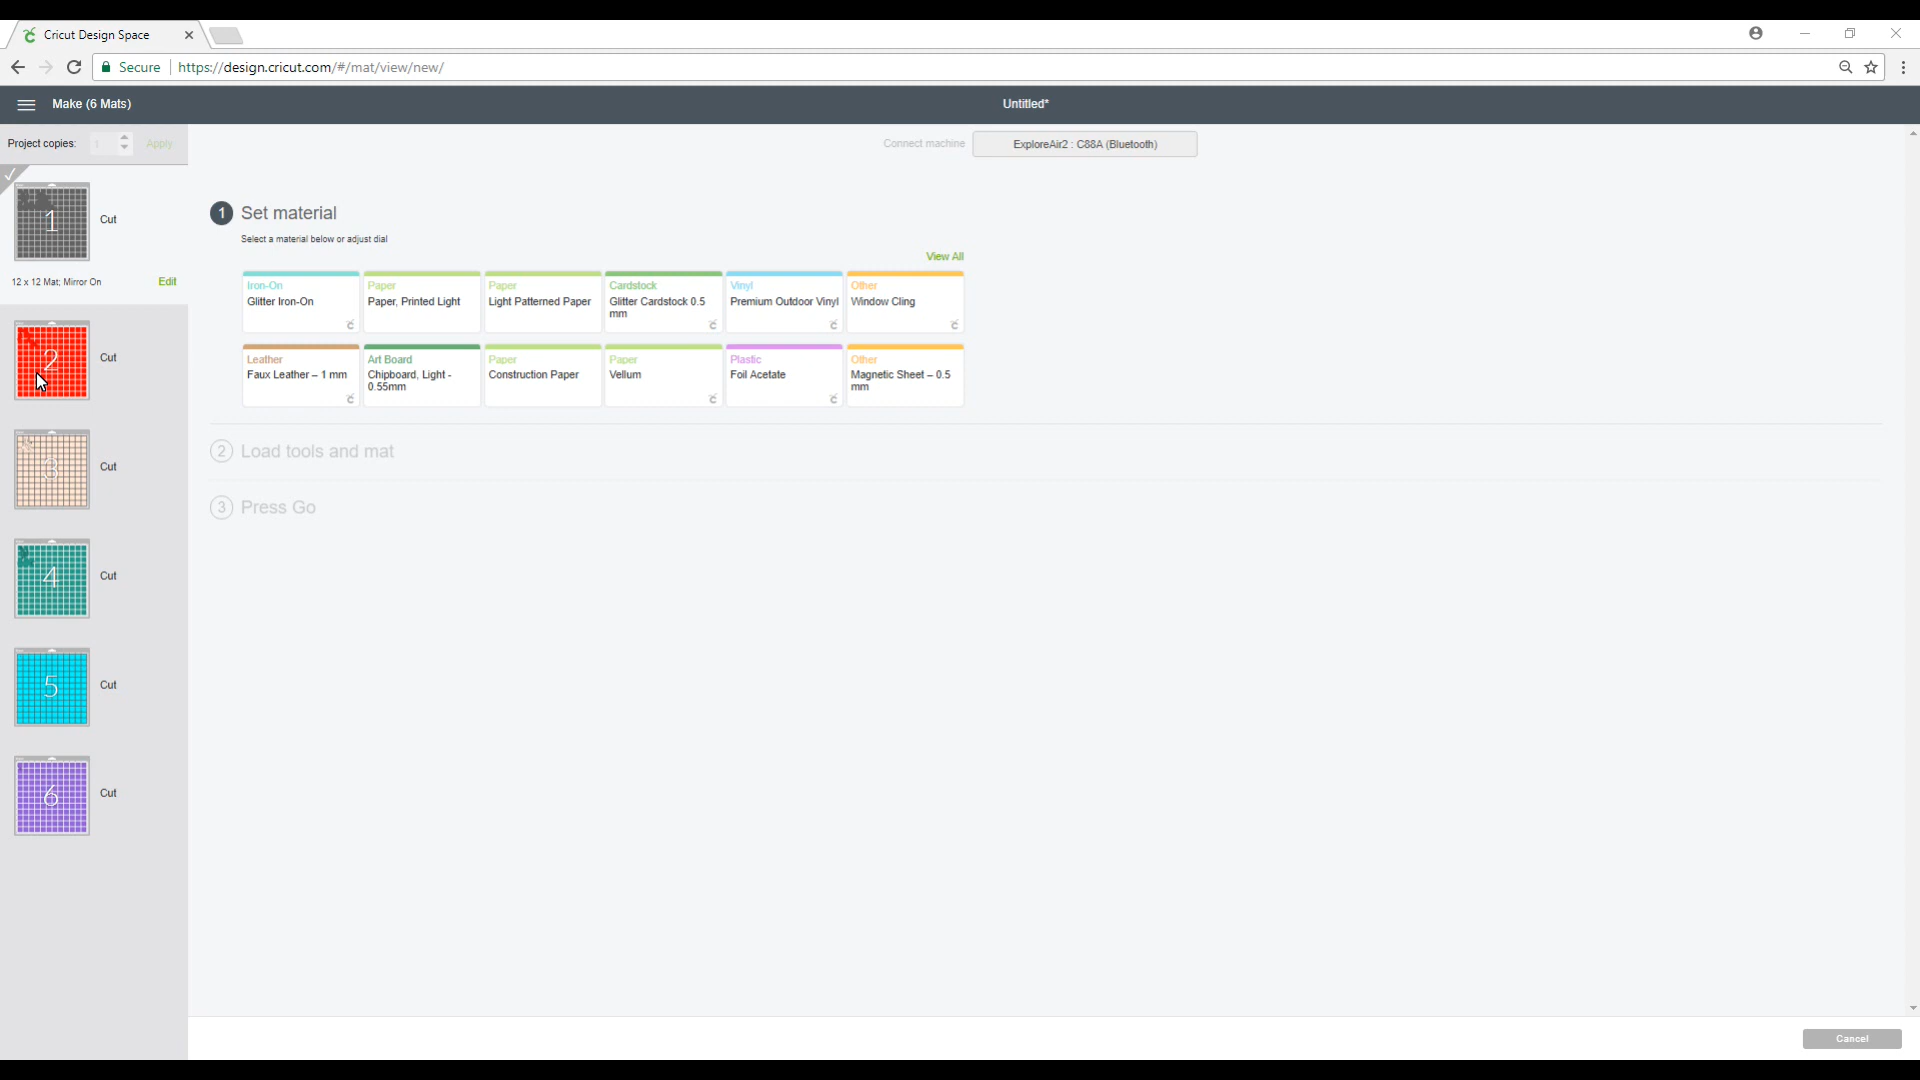 Cricut Design Space
Secure https://design.cricut.com/#/mat/view/new/
Make (6 Mats)
Untitled*
Project copies: 1 Apply
Connect machine ExploreAir2 : C88A (Bluetooth)
1 Cut
12 x 12 Mat; Mirror On Edit
2 Cut
3 Cut
4 Cut
5 Cut
6 Cut
1 Set material
Select a material below or adjust dial
View All
Iron-On
Glitter Iron-On
Paper
Paper, Printed Light
Paper
Light Patterned Paper
Cardstock
Glitter Cardstock 0.5
mm
Vinyl
Premium Outdoor Vinyl
Other
Window Cling
Leather
Faux Leather – 1 mm
Art Board
Chipboard, Light -
0.55mm
Paper
Construction Paper
Paper
Vellum
Plastic
Foil Acetate
Other
Magnetic Sheet – 0.5
mm
2 Load tools and mat
3 Press Go
Cancel